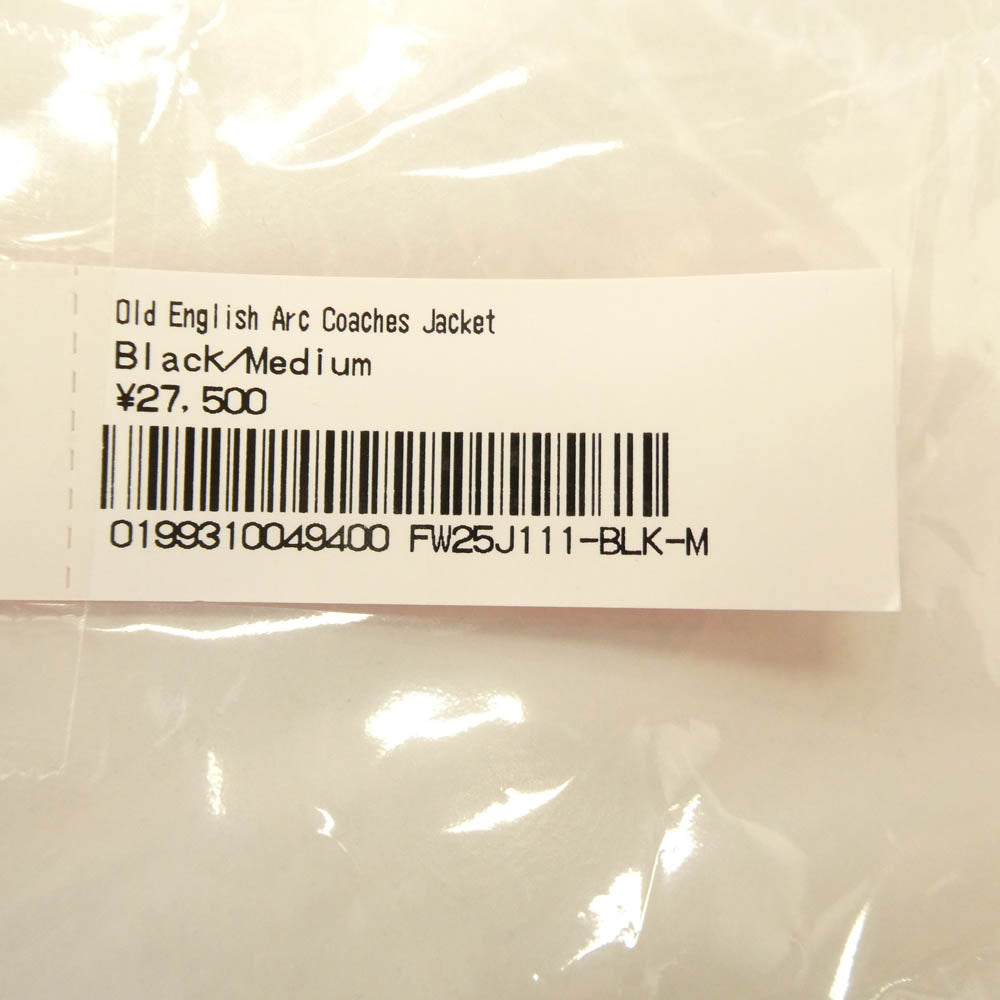 Old English Arc Coaches Jacket
Black/Medium
¥27,500
0199310049400 FW25J111-BLK-M